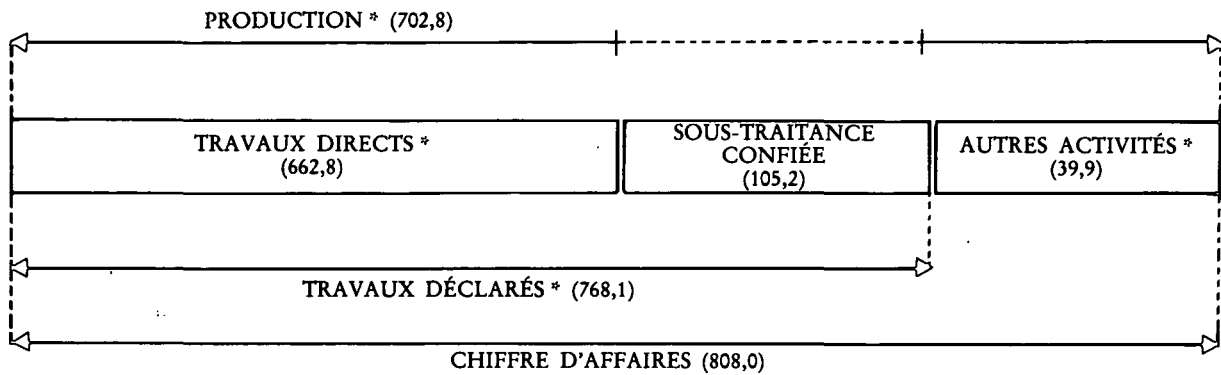 PRODUCTION * (702,8)
TRAVAUX DIRECTS *
(662,8)
SOUS-TRAITANCE
CONFIÉE
(105,2)
AUTRES ACTIVITÉS *
(39,9)
TRAVAUX DÉCLARÉS * (768,1)
CHIFFRE D'AFFAIRES (808,0)